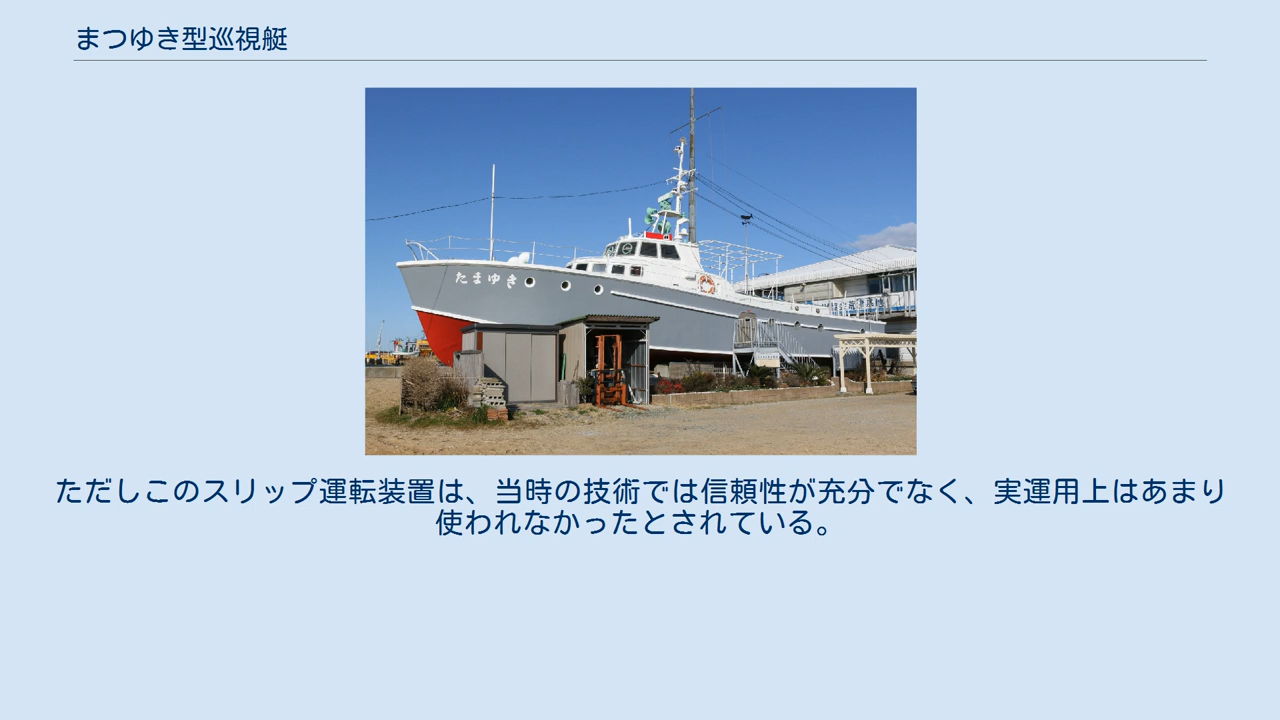 まつゆき型巡視艇
たまゆき
ただしこのスリップ運転装置は、当時の技術では信頼性が充分でなく、実運用上はあまり
使われなかったとされている。